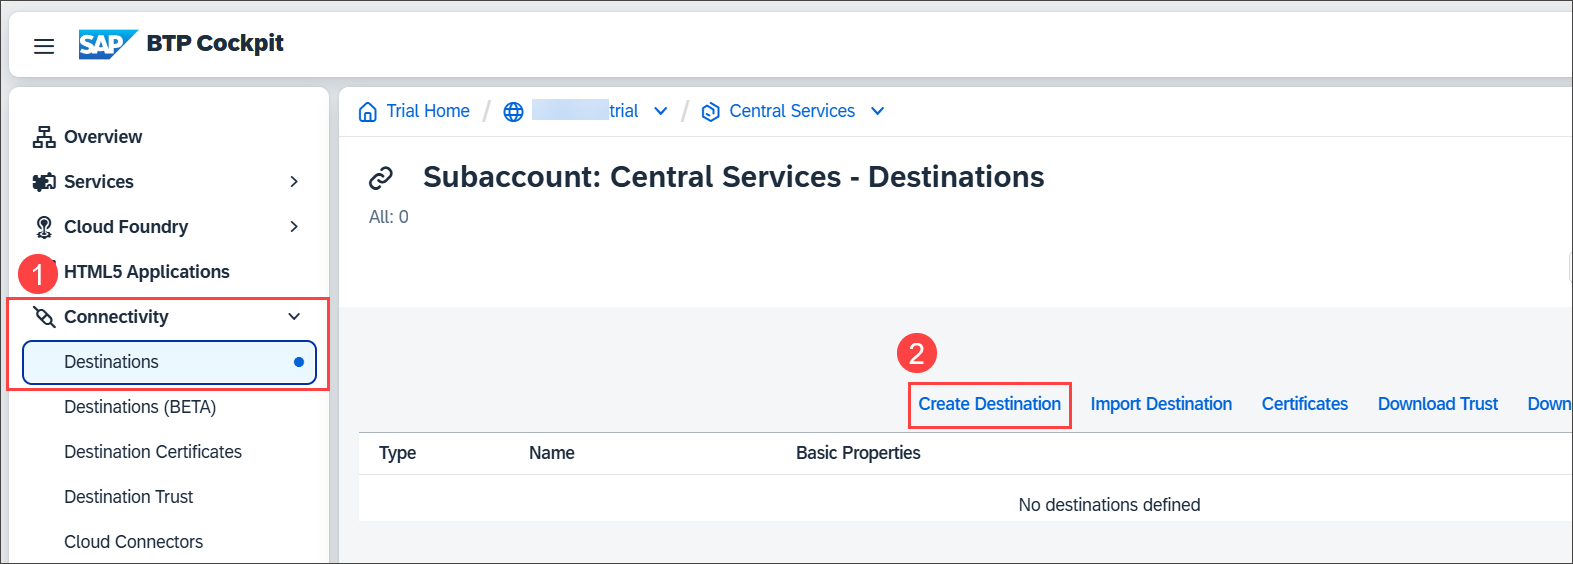 SAP BTP Cockpit
Trial Home / trial / Central Services
Overview
Services
Cloud Foundry
1
HTML5 Applications
Connectivity
Destinations
Destinations (BETA)
Destination Certificates
Destination Trust
Cloud Connectors
Subaccount: Central Services - Destinations
All: 0
2
Create Destination Import Destination Certificates Download Trust Down
Type Name Basic Properties
No destinations defined